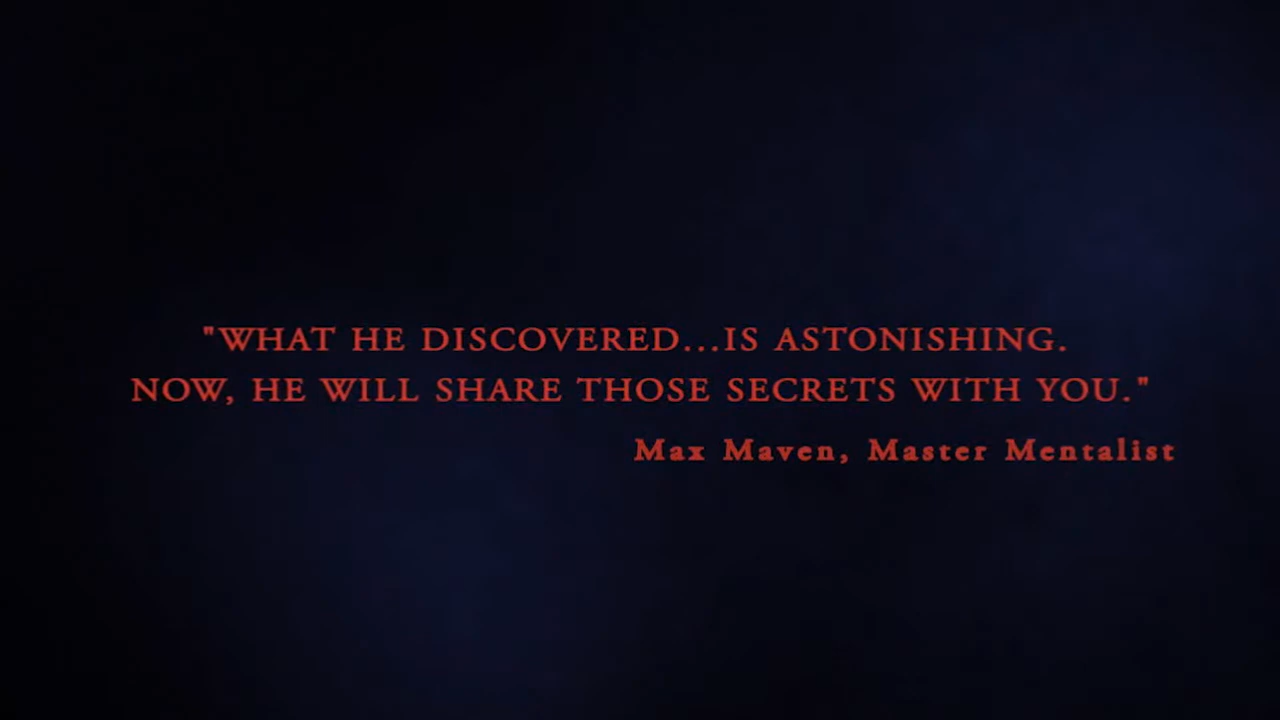 "WHAT HE DISCOVERED...IS ASTONISHING.
NOW, HE WILL SHARE THOSE SECRETS WITH YOU."
Max Maven, Master Mentalist